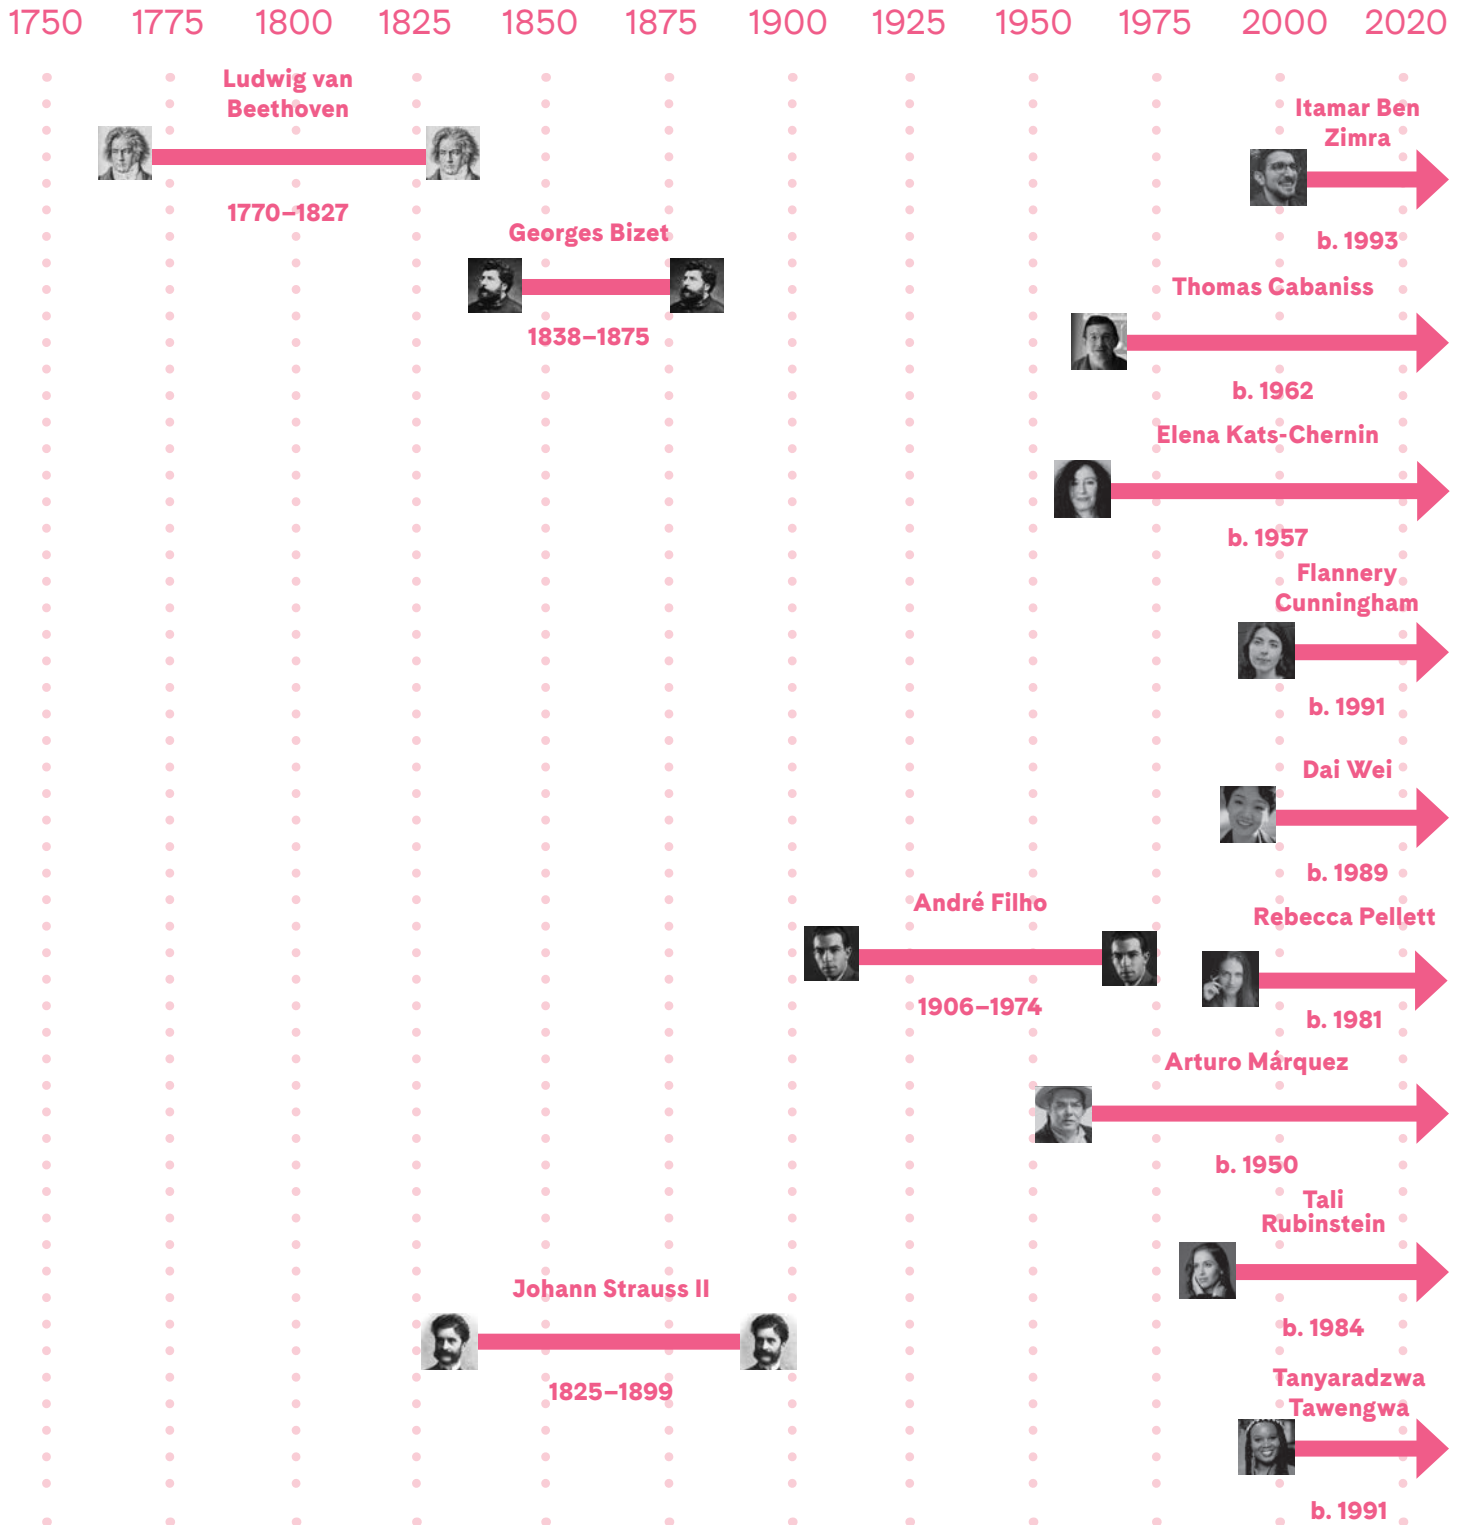 1750 1775 1800 1825 1850 1875 1900 1925 1950 1975 2000 2020
Ludwig van
Beethoven
1770–1827
Itamar Ben
Zimra
b. 1993
Georges Bizet
1838–1875
Thomas Cabaniss
b. 1962
Elena Kats-Chernin
b. 1957
Flannery
Cunningham
b. 1991
Dai Wei
b. 1989
André Filho
1906–1974
Rebecca Pellett
b. 1981
Arturo Márquez
b. 1950
Tali
Rubinstein
b. 1984
Johann Strauss II
1825–1899
Tanyaradzwa
Tawengwa
b. 1991